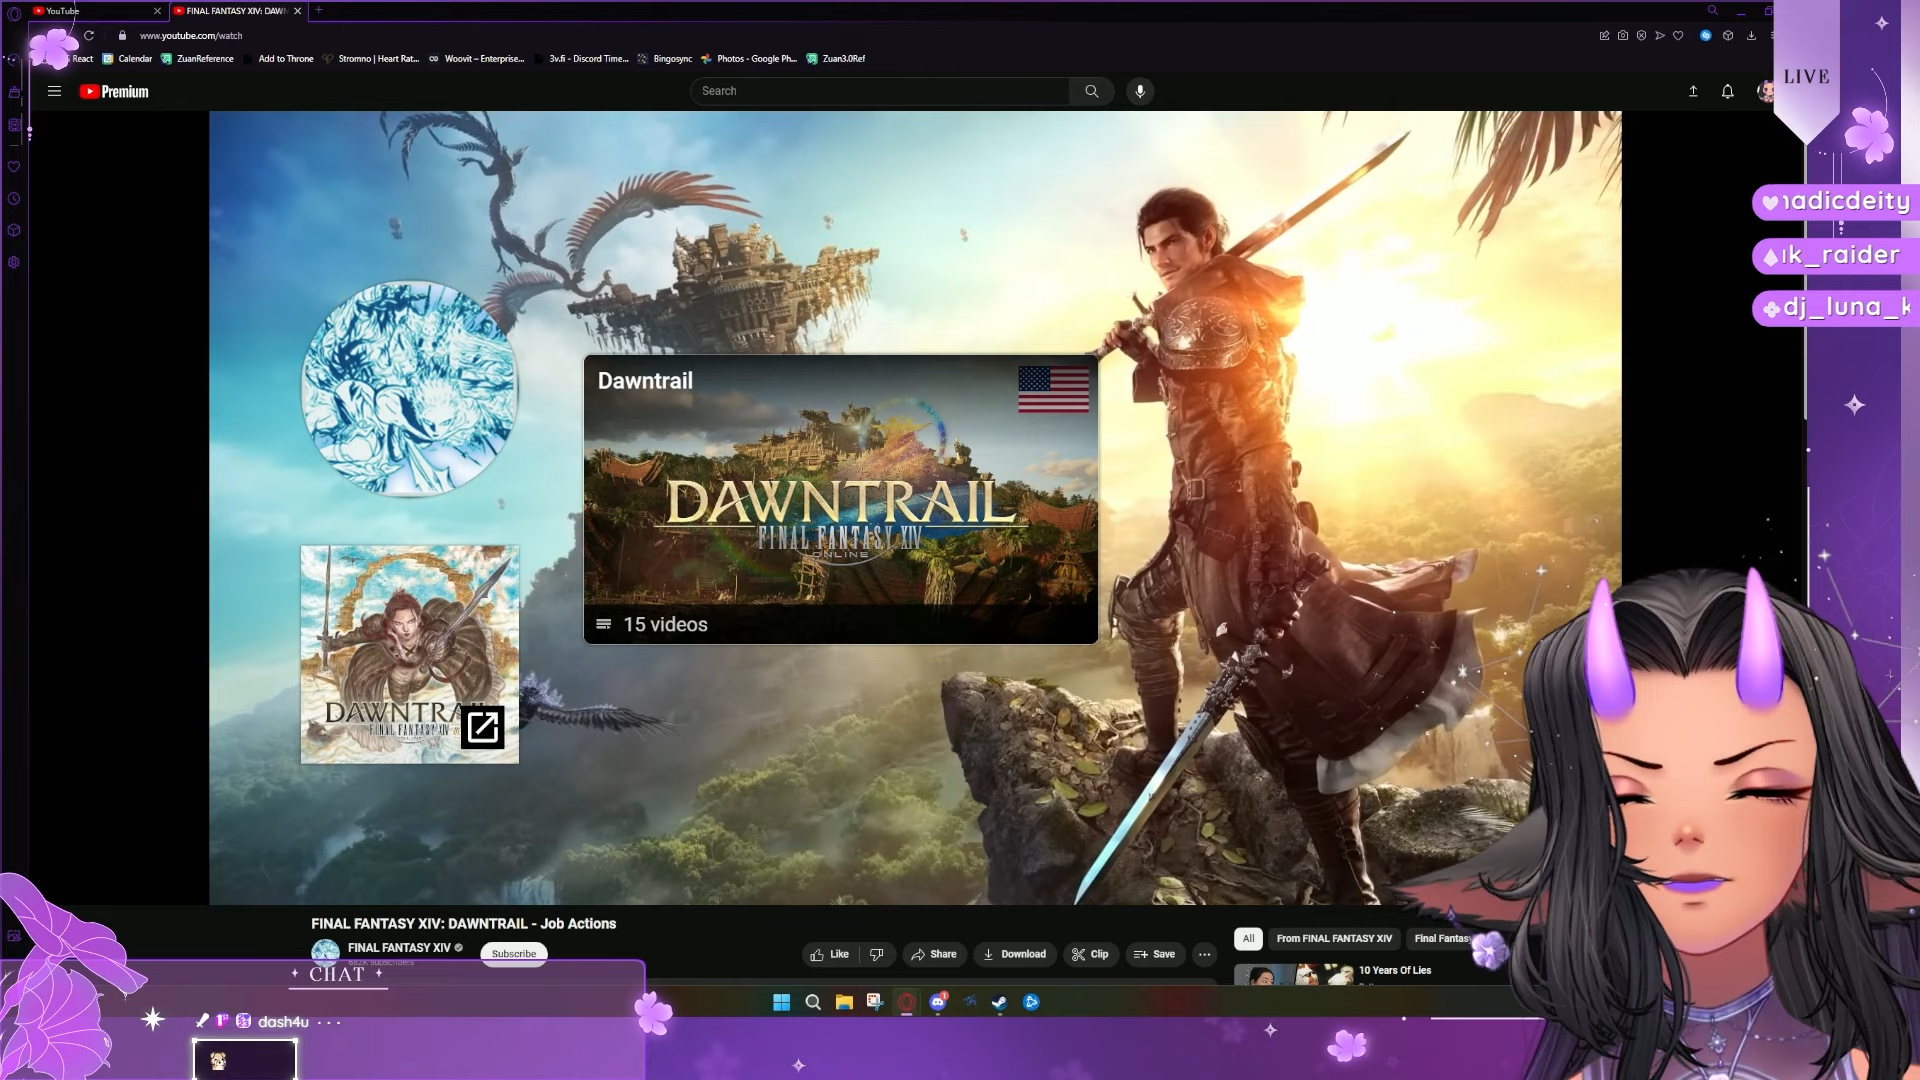 YouTube
FINAL FANTASY XIV: DAWN
www.youtube.com/watch
React
Calendar
ZuanReference
Add to Throne
Stromno | Heart Rat...
Woovit – Enterprise...
3v.fi - Discord Time...
Bingosync
Photos - Google Ph...
Zuan3.0Ref
Premium
Search
LIVE
nadicdeity
k_raider
dj_luna_k
Dawntrail
DAWNTRAIL
FINAL FANTASY XIV
ONLINE
15 videos
DAWNTRA
FINAL FANTASY XIV
FINAL FANTASY XIV: DAWNTRAIL - Job Actions
FINAL FANTASY XIV
Subscribe
Like
Share
Download
Clip
Save
All
From FINAL FANTASY XIV
Final Fantasy
10 Years Of Lies
CHAT
dash4u